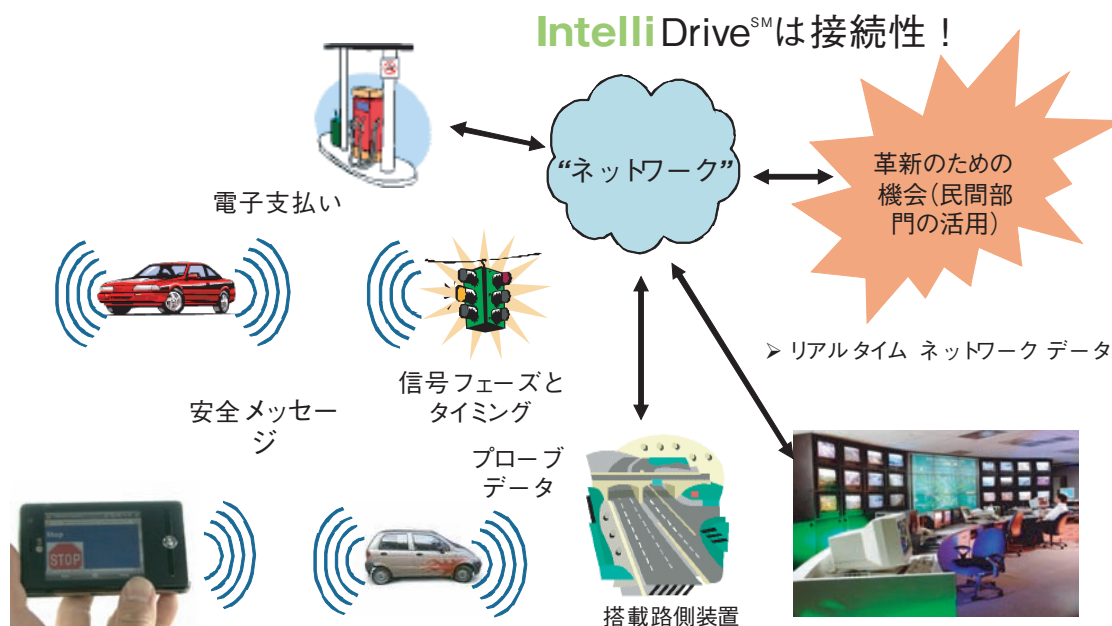 IntelliDrive℠は接続性！
“ネットワーク”
革新のための
機会（民間部
門の活用）
電子支払い
➢ リアルタイム ネットワーク データ
信号フェーズと
タイミング
安全メッセー
ジ
プローブ
データ
Stop
STOP
搭載路側装置